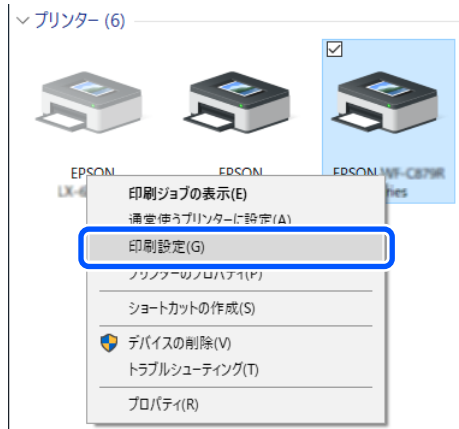 プリンター (6)
EPSON EPSON EPSON
印刷ジョブの表示(E)
通常使うプリンターに設定(A)
印刷設定(G)
プリンターのプロパティ(P)
ショートカットの作成(S)
デバイスの削除(V)
トラブルシューティング(T)
プロパティ(R)